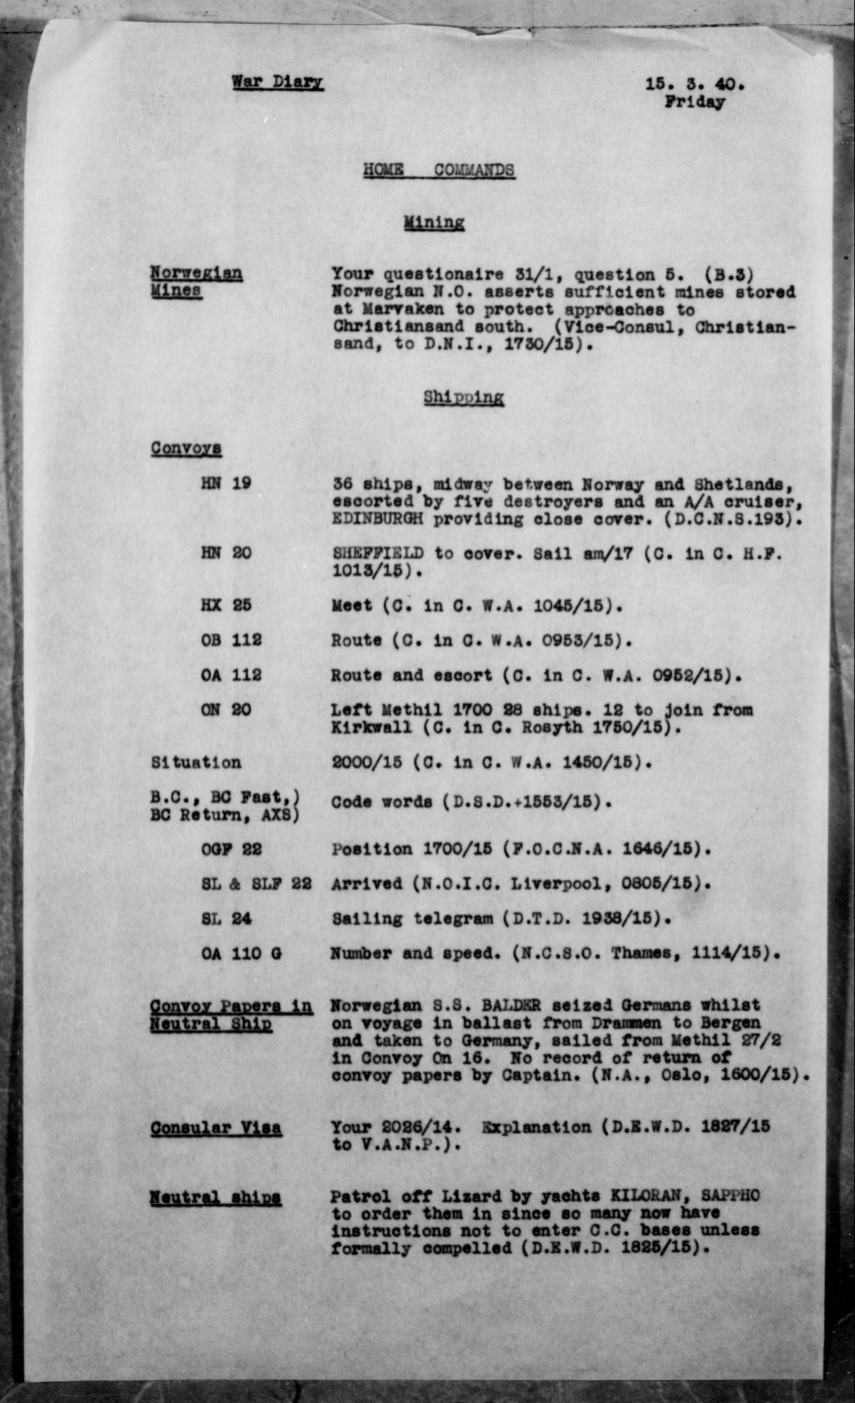 War Diary 15. 3. 40.
Friday
HOME COMMANDS
Mining
Norwegian Your questionaire 31/1, question 5. (B.3)
Mines Norwegian N.O. asserts sufficient mines stored
at Marvaken to protect approaches to
Christiansand south. (Vice-Consul, Christian-
sand, to D.N.I., 1730/15).
Shipping
Convoys
HN 19 36 ships, midway between Norway and Shetlands,
escorted by five destroyers and an A/A cruiser,
EDINBURGH providing close cover. (D.C.N.S.193).
HN 20 SHEFFIELD to cover. Sail am/17 (C. in C. H.F.
1013/15).
HX 25 Meet (C. in C. W.A. 1045/15).
OB 112 Route (C. in C. W.A. 0953/15).
OA 112 Route and escort (C. in C. W.A. 0952/15).
ON 20 Left Methil 1700 28 ships. 12 to join from
Kirkwall (C. in C. Rosyth 1750/15).
Situation 2000/15 (C. in C. W.A. 1450/15).
B.C., BC Fast,)
BC Return, AXS) Code words (D.S.D.+1553/15).
OGF 22 Position 1700/15 (F.O.C.N.A. 1646/15).
SL & SLF 22 Arrived (N.O.I.C. Liverpool, 0805/15).
SL 24 Sailing telegram (D.T.D. 1938/15).
OA 110 G Number and speed. (N.C.S.O. Thames, 1114/15).
Convoy Papers in Norwegian S.S. BALDER seized Germans whilst
Neutral Ship on voyage in ballast from Drammen to Bergen
and taken to Germany, sailed from Methil 27/2
in Convoy On 16. No record of return of
convoy papers by Captain. (N.A., Oslo, 1600/15).
Consular Visa Your 2026/14. Explanation (D.E.W.D. 1827/15
to V.A.N.P.).
Neutral ships Patrol off Lizard by yachts KILORAN, SAPPHO
to order them in since so many now have
instructions not to enter C.C. bases unless
formally compelled (D.E.W.D. 1825/15).